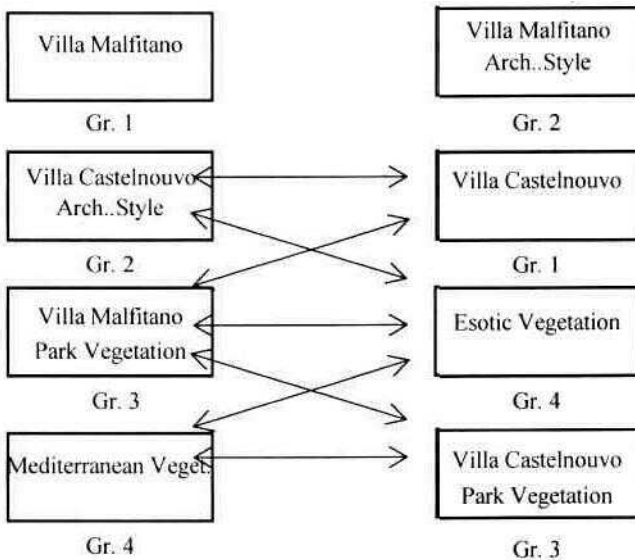 Villa Malfitano
Gr. 1
Villa Malfitano
Arch..Style
Gr. 2
Villa Castelnouvo
Arch..Style
Gr. 2
Villa Castelnouvo
Gr. 1
Villa Malfitano
Park Vegetation
Gr. 3
Esotic Vegetation
Gr. 4
Mediterranean Veget.
Gr. 4
Villa Castelnouvo
Park Vegetation
Gr. 3